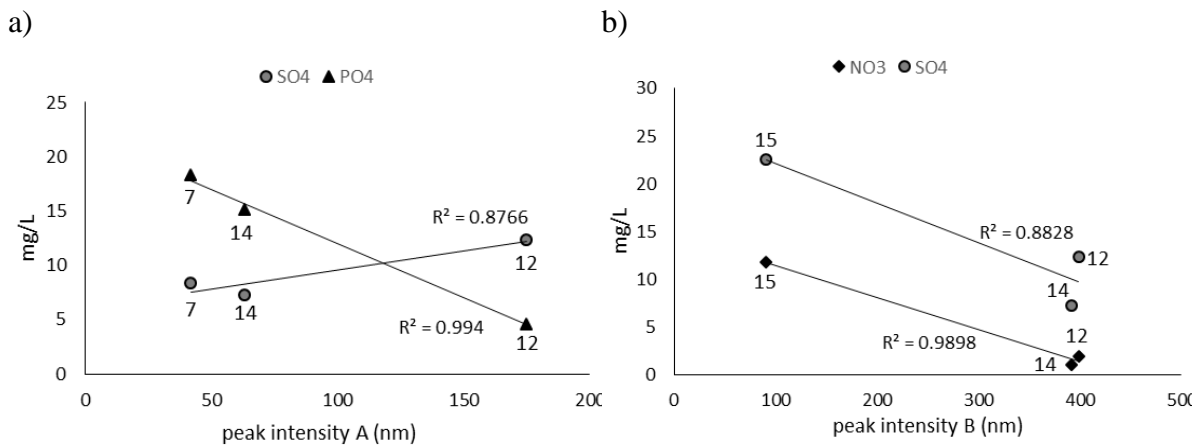 a)
SO4 PO4
25
20
15
10
5
0
mg/L
7
14
12
7
14
12
R² = 0.8766
R² = 0.994
0 50 100 150 200
peak intensity A (nm)
b)
NO3 SO4
30
25
20
15
10
5
0
mg/L
15
12
14
15
12
14
R² = 0.8828
R² = 0.9898
0 100 200 300 400 500
peak intensity B (nm)